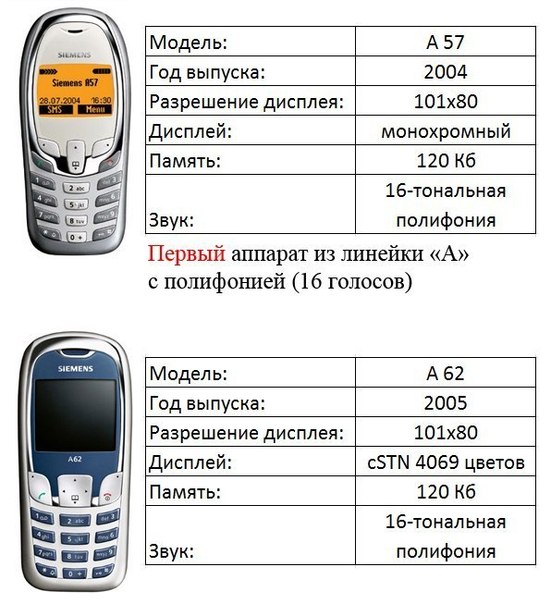 SIEMENS
Siemens A57
28.07.2004 16:30
SMS Menu
Модель: А 57
Год выпуска: 2004
Разрешение дисплея: 101x80
Дисплей: монохромный
Память: 120 Кб
16-тональная
Звук: полифония
Первый аппарат из линейки «А»
с полифонией (16 голосов)
SIEMENS
A62
Модель: А 62
Год выпуска: 2005
Разрешение дисплея: 101x80
Дисплей: cSTN 4069 цветов
Память: 120 Кб
16-тональная
Звук: полифония